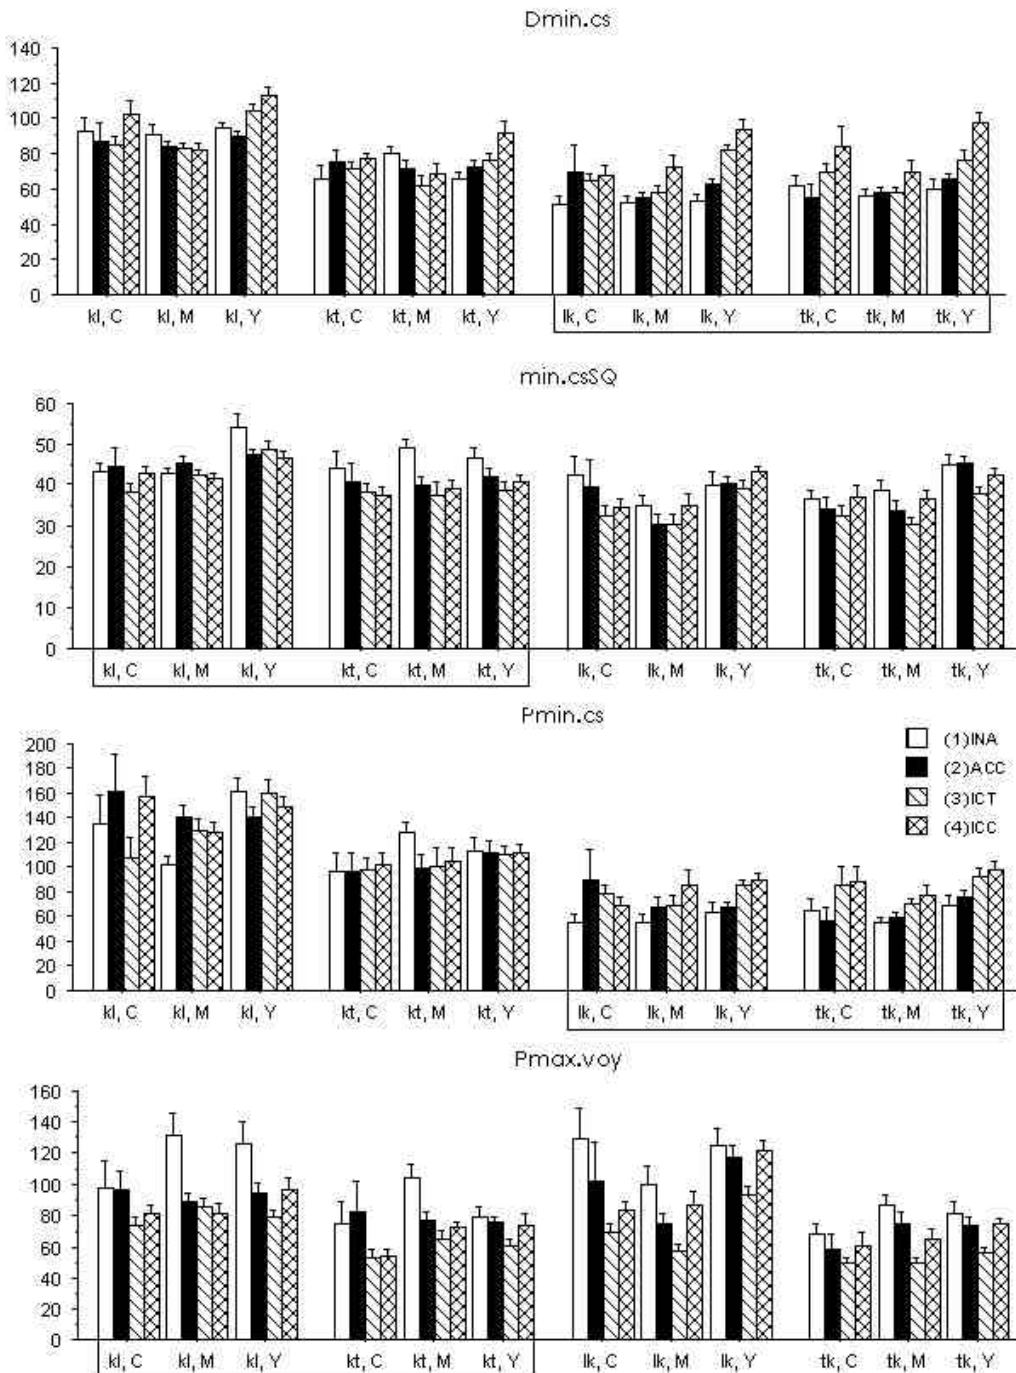 Dmin.cs
140
120
100
80
60
40
20
0
kl, C kl, M kl, Y kt, C kt, M kt, Y lk, C lk, M lk, Y tk, C tk, M tk, Y
min.csSQ
60
50
40
30
20
10
0
kl, C kl, M kl, Y kt, C kt, M kt, Y lk, C lk, M lk, Y tk, C tk, M tk, Y
Pmin.cs
200
180
160
140
120
100
80
60
40
20
0
(1)INA
(2)ACC
(3)ICT
(4)ICC
kl, C kl, M kl, Y kt, C kt, M kt, Y lk, C lk, M lk, Y tk, C tk, M tk, Y
Pmax.voy
160
140
120
100
80
60
40
20
0
kl, C kl, M kl, Y kt, C kt, M kt, Y lk, C lk, M lk, Y tk, C tk, M tk, Y